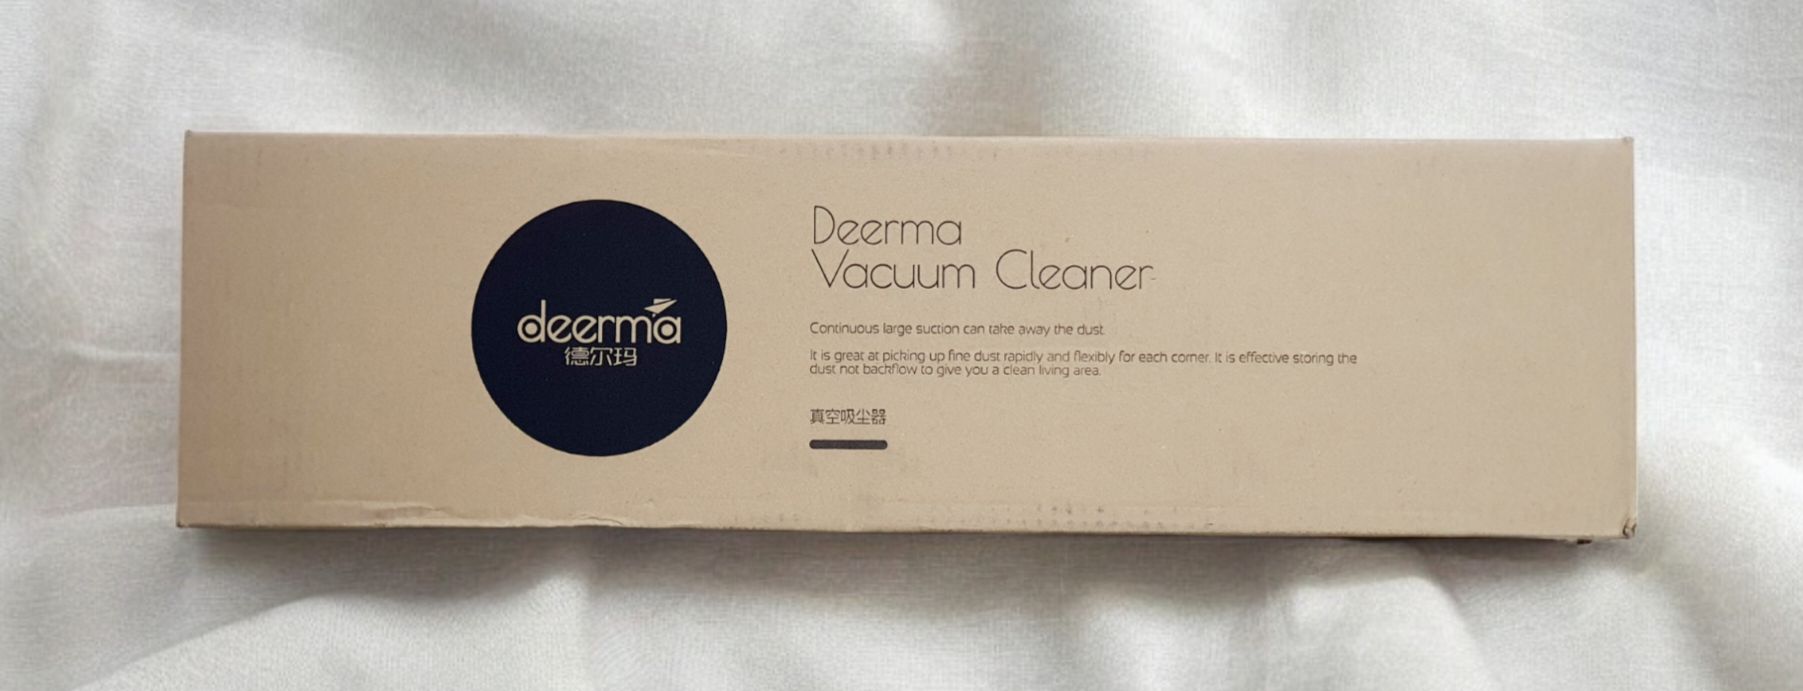 deerma
德尔玛
Deerma
Vacuum Cleaner
Continuous large suction can take away the dust.
It is great at picking up fine dust rapidly and flexibly for each corner. It is effective storing the
dust not backflow to give you a clean living area.
真空吸尘器